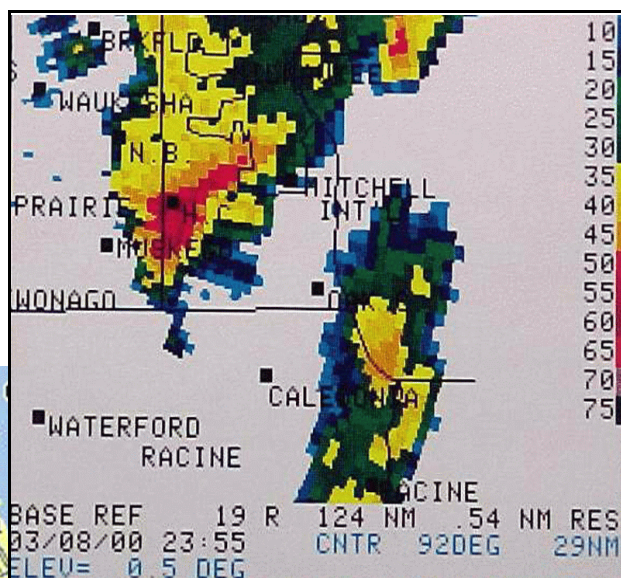 BRKFLD
WAUKESHA
N.B.
MITCHELL
PRAIRIE
INTL
MUSKEGO
WONAGO
CALEDONIA
WATERFORD
RACINE
RACINE
10
15
20
25
30
35
40
45
50
55
60
65
70
75
BASE REF 19 R 124 NM .54 NM RES
03/08/00 23:55 CNTR 92DEG 29NM
ELEV= 0.5 DEG